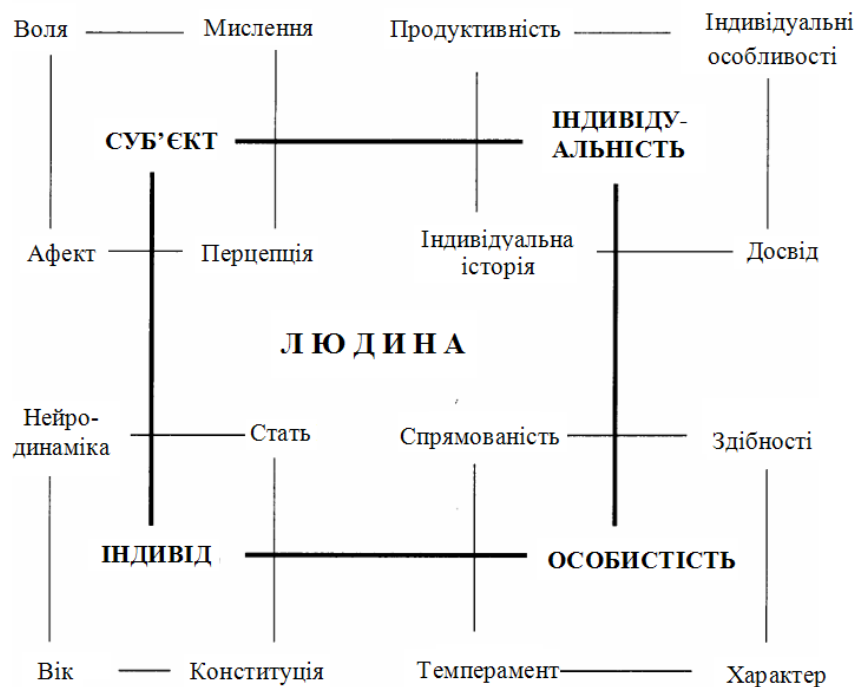 Воля
Мислення
Продуктивність
Індивідуальні
особливості
СУБ’ЄКТ
ІНДИВІДУ-
АЛЬНІСТЬ
Афект
Перцепція
Індивідуальна
історія
Досвід
ЛЮДИНА
Нейро-
динаміка
Стать
Спрямованість
Здібності
ІНДИВІД
ОСОБИСТІСТЬ
Вік
Конституція
Темперамент
Характер